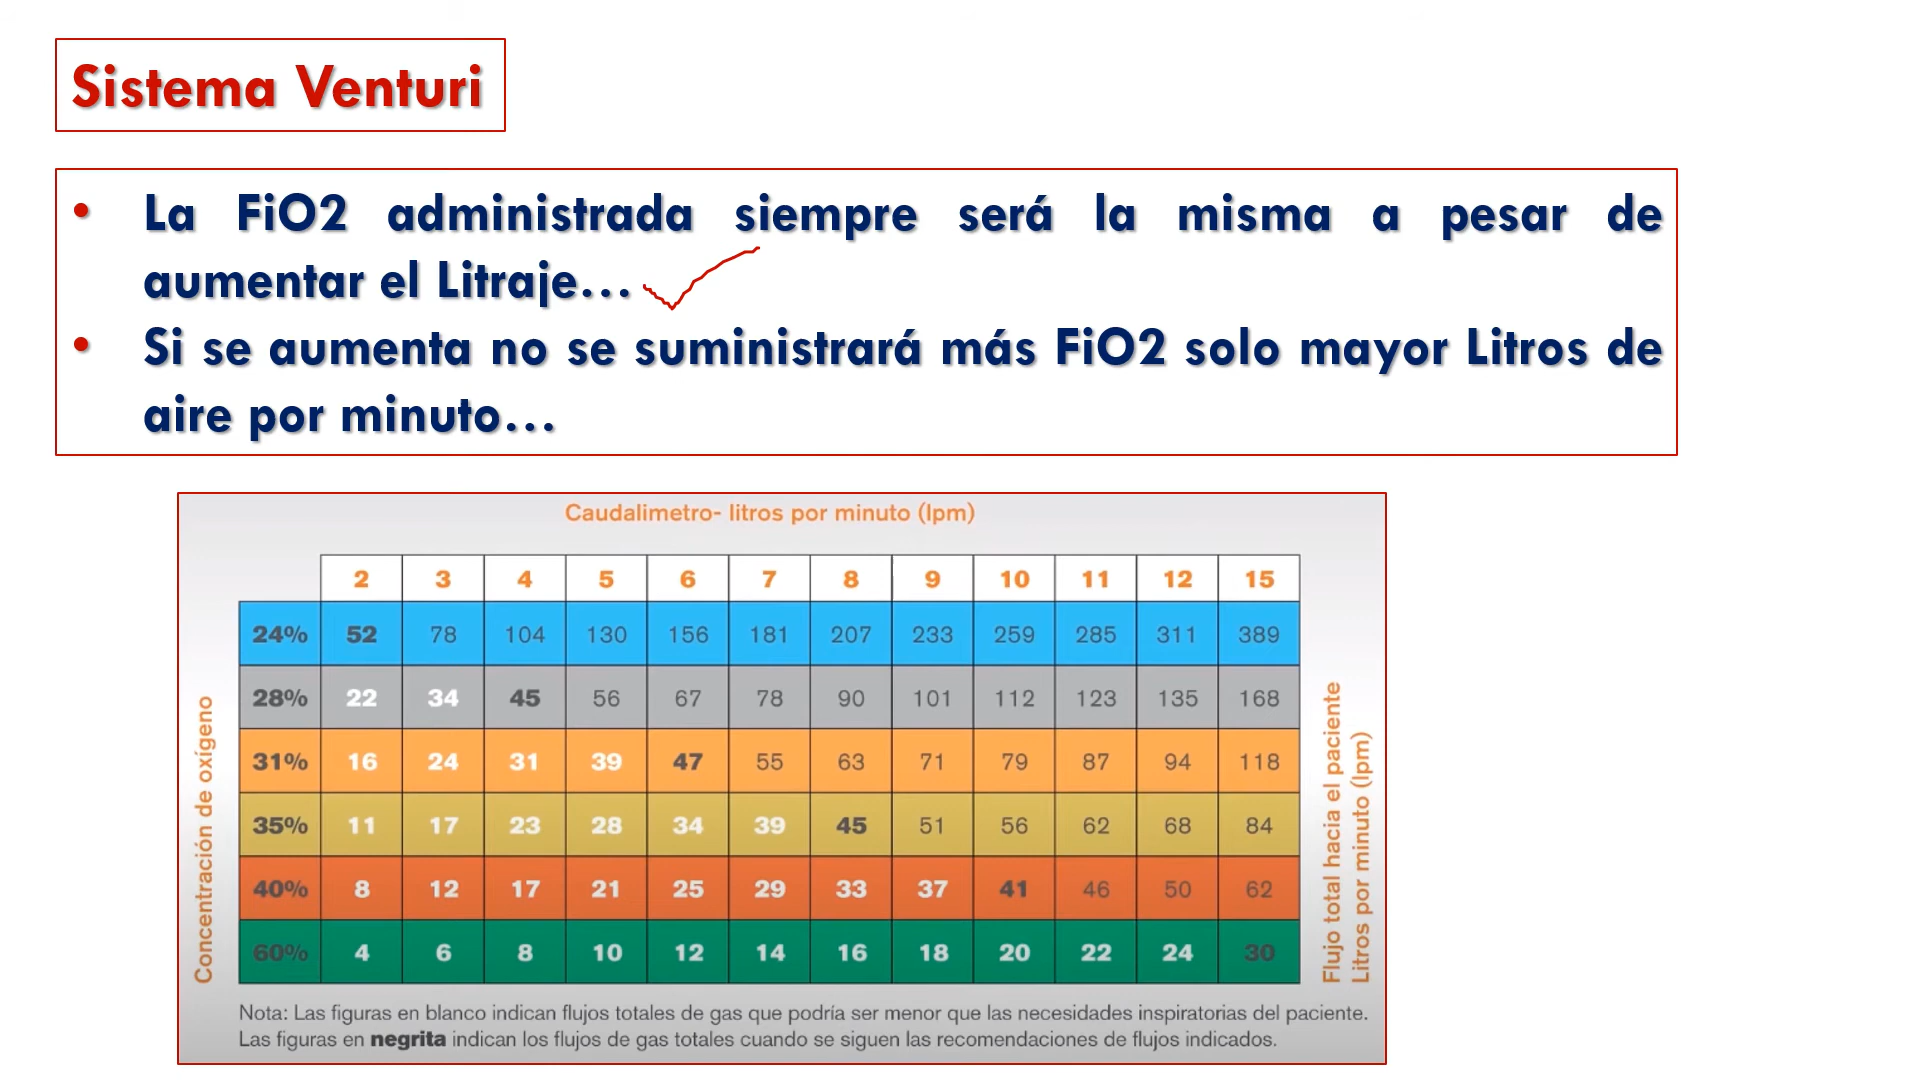 Sistema Venturi
• La FiO2 administrada siempre será la misma a pesar de
aumentar el Litraje…
• Si se aumenta no se suministrará más FiO2 solo mayor Litros de
aire por minuto…
Caudalimetro- litros por minuto (lpm)
2 3 4 5 6 7 8 9 10 11 12 15
24% 52 78 104 130 156 181 207 233 259 285 311 389
28% 22 34 45 56 67 78 90 101 112 123 135 168
31% 16 24 31 39 47 55 63 71 79 87 94 118
35% 11 17 23 28 34 39 45 51 56 62 68 84
40% 8 12 17 21 25 29 33 37 41 46 50 62
60% 4 6 8 10 12 14 16 18 20 22 24 30
Concentración de oxígeno
Flujo total hacia el paciente
Litros por minuto (lpm)
Nota: Las figuras en blanco indican flujos totales de gas que podría ser menor que las necesidades inspiratorias del paciente.
Las figuras en negrita indican los flujos de gas totales cuando se siguen las recomendaciones de flujos indicados.